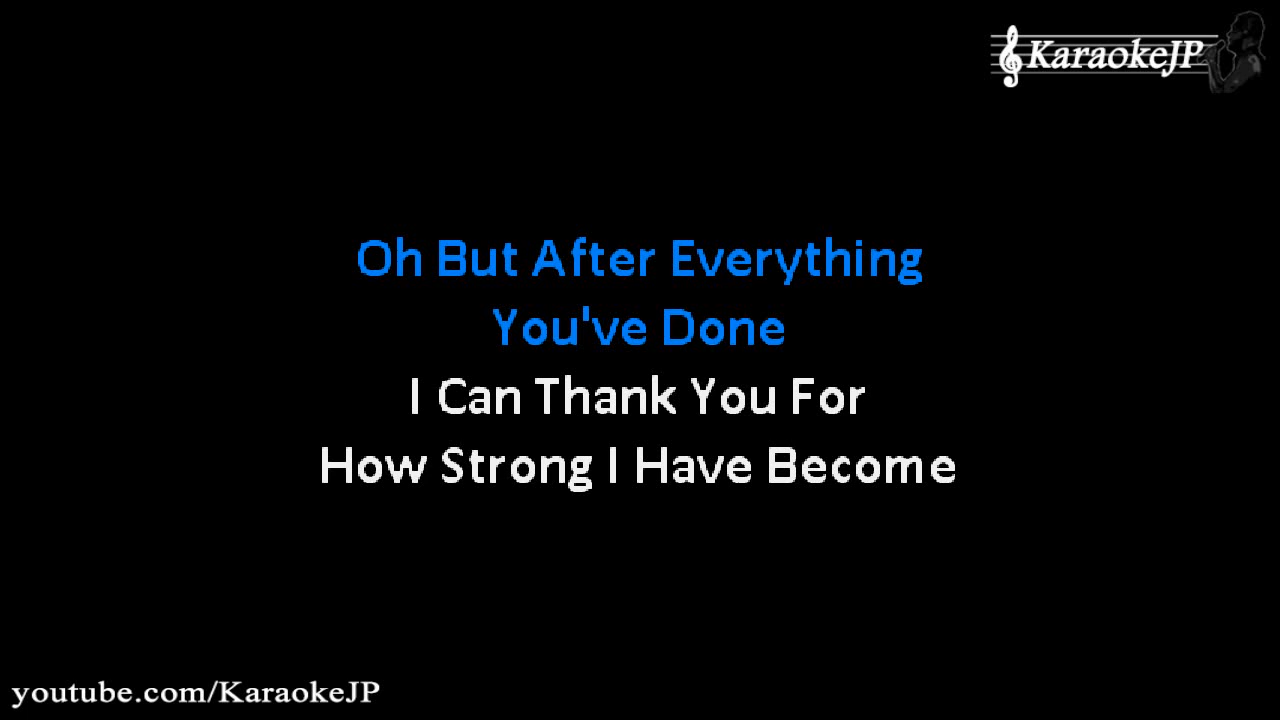 KaraokeJP
Oh But After Everything
You've Done
I Can Thank You For
How Strong I Have Become
youtube.com/KaraokeJP